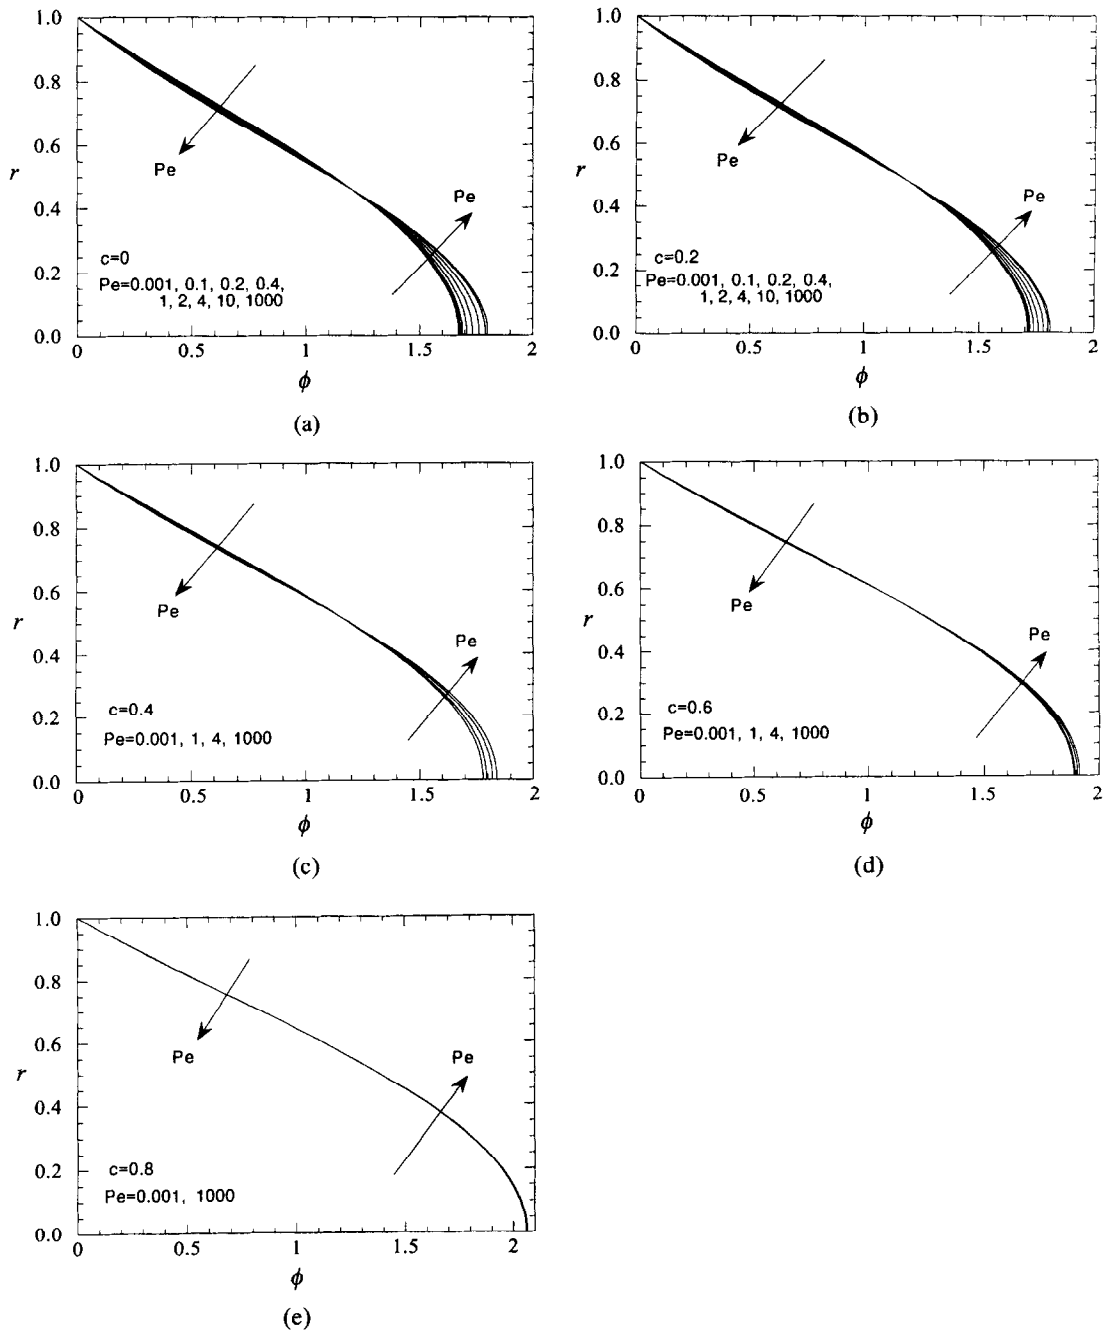 1.0
0.8
Pe
0.6
r
Pe
0.4
c=0
0.2
Pe=0.001, 0.1, 0.2, 0.4,
1, 2, 4, 10, 1000
0.0
0 0.5 1 1.5 2
ϕ
(a)
1.0
0.8
0.6
Pe
r
Pe
0.4
c=0.2
0.2
Pe=0.001, 0.1, 0.2, 0.4,
1, 2, 4, 10, 1000
0.0
0 0.5 1 1.5 2
ϕ
(b)
1.0
0.8
0.6
Pe
r
Pe
0.4
c=0.4
0.2
Pe=0.001, 1, 4, 1000
0.0
0 0.5 1 1.5 2
ϕ
(c)
1.0
0.8
0.6
Pe
r
Pe
0.4
c=0.6
0.2
Pe=0.001, 1, 4, 1000
0.0
0 0.5 1 1.5 2
ϕ
(d)
1.0
0.8
0.6
Pe
Pe
r
0.4
0.2
c=0.8
Pe=0.001, 1000
0.0
0 0.5 1 1.5 2
ϕ
(e)